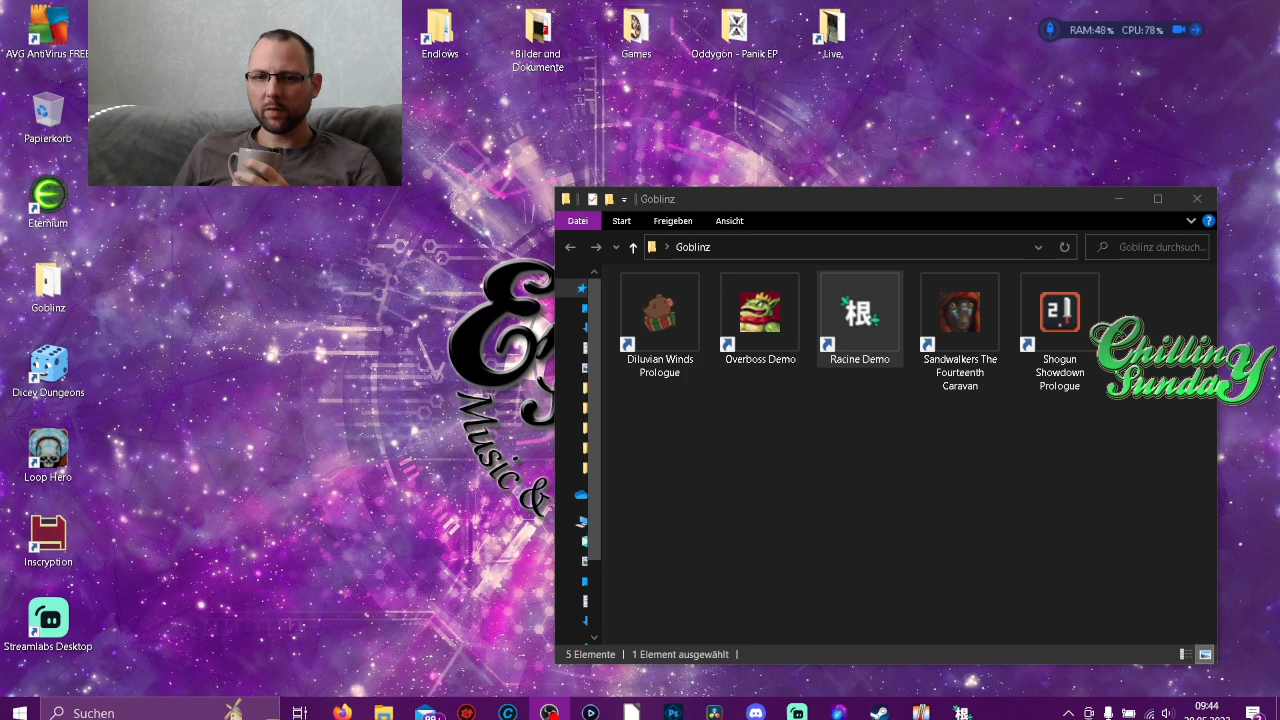 AVG AntiVirus FREE
Papierkorb
Eternium
Goblinz
Dicey Dungeons
Loop Hero
Inscryption
Streamlabs Desktop
Endlows
Bilder und
Dokumente
Games
Oddygon - Panik EP
Live
RAM:48% CPU:78%
Music &
Chilling
Sunday
Goblinz
Datei Start Freigeben Ansicht
Goblinz
Goblinz durchsuch...
Diluvian Winds
Prologue
Overboss Demo
Racine Demo
Sandwalkers The
Fourteenth
Caravan
Shogun
Showdown
Prologue
5 Elemente
1 Element ausgewählt
Suchen
99+
09:44